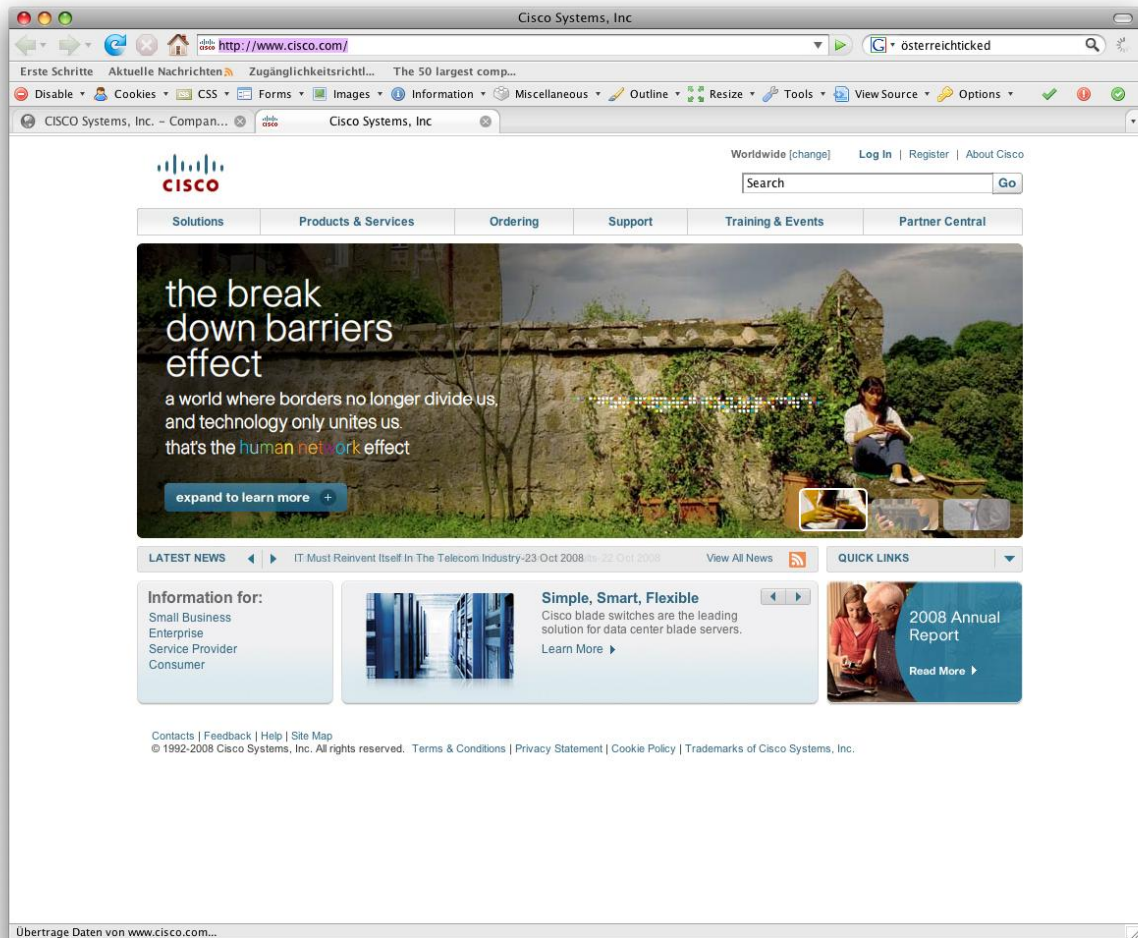 Cisco Systems, Inc
http://www.cisco.com/
österreichticked
Erste Schritte Aktuelle Nachrichten Zugänglichkeitsrichtl... The 50 largest comp...
Disable Cookies CSS Forms Images Information Miscellaneous Outline Resize Tools View Source Options
CISCO Systems, Inc. – Compan... Cisco Systems, Inc
Worldwide [change] Log In | Register | About Cisco
CISCO
Search Go
Solutions Products & Services Ordering Support Training & Events Partner Central
the break
down barriers
effect
a world where borders no longer divide us,
and technology only unites us.
that's the human network effect
expand to learn more +
LATEST NEWS IT Must Reinvent Itself In The Telecom Industry-23 Oct 2008 View All News QUICK LINKS
Information for:
Small Business
Enterprise
Service Provider
Consumer
Simple, Smart, Flexible
Cisco blade switches are the leading
solution for data center blade servers.
Learn More
2008 Annual
Report
Read More
Contacts | Feedback | Help | Site Map
© 1992-2008 Cisco Systems, Inc. All rights reserved. Terms & Conditions | Privacy Statement | Cookie Policy | Trademarks of Cisco Systems, Inc.
Übertrage Daten von www.cisco.com...